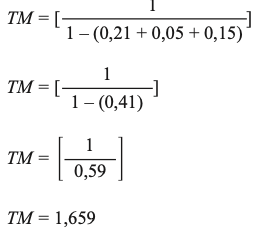 TM = [1 / 1 – (0,21 + 0,05 + 0,15)]
TM = [1 / 1 – (0,41)]
TM = [1 / 0,59]
TM = 1,659